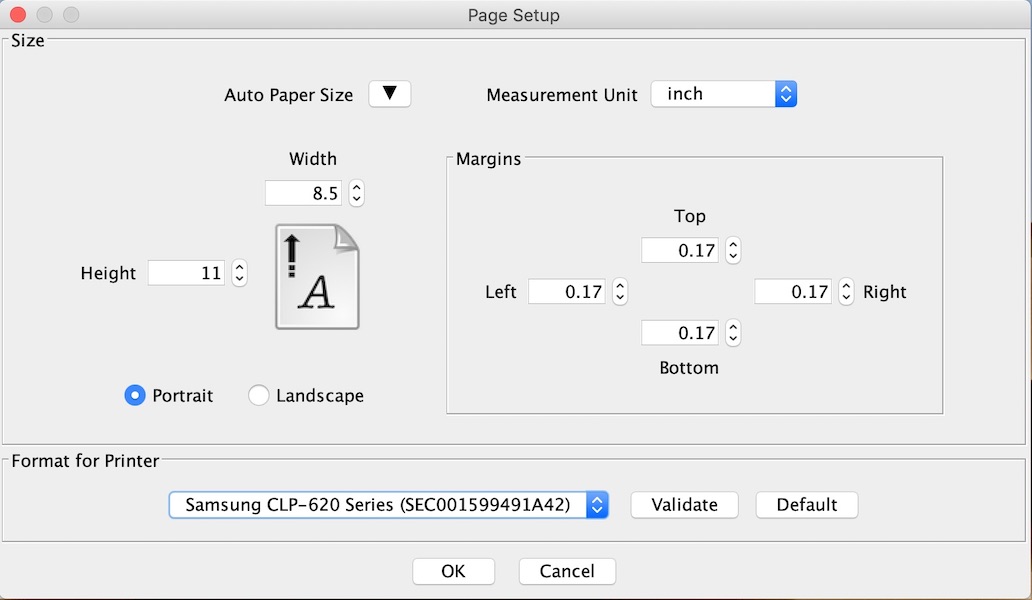 Page Setup
Size
Auto Paper Size ▼ Measurement Unit inch
Width
8.5
Height 11
A
Portrait Landscape
Margins
Top
0.17
Left 0.17 0.17 Right
0.17
Bottom
Format for Printer
Samsung CLP-620 Series (SEC001599491A42) Validate Default
OK Cancel